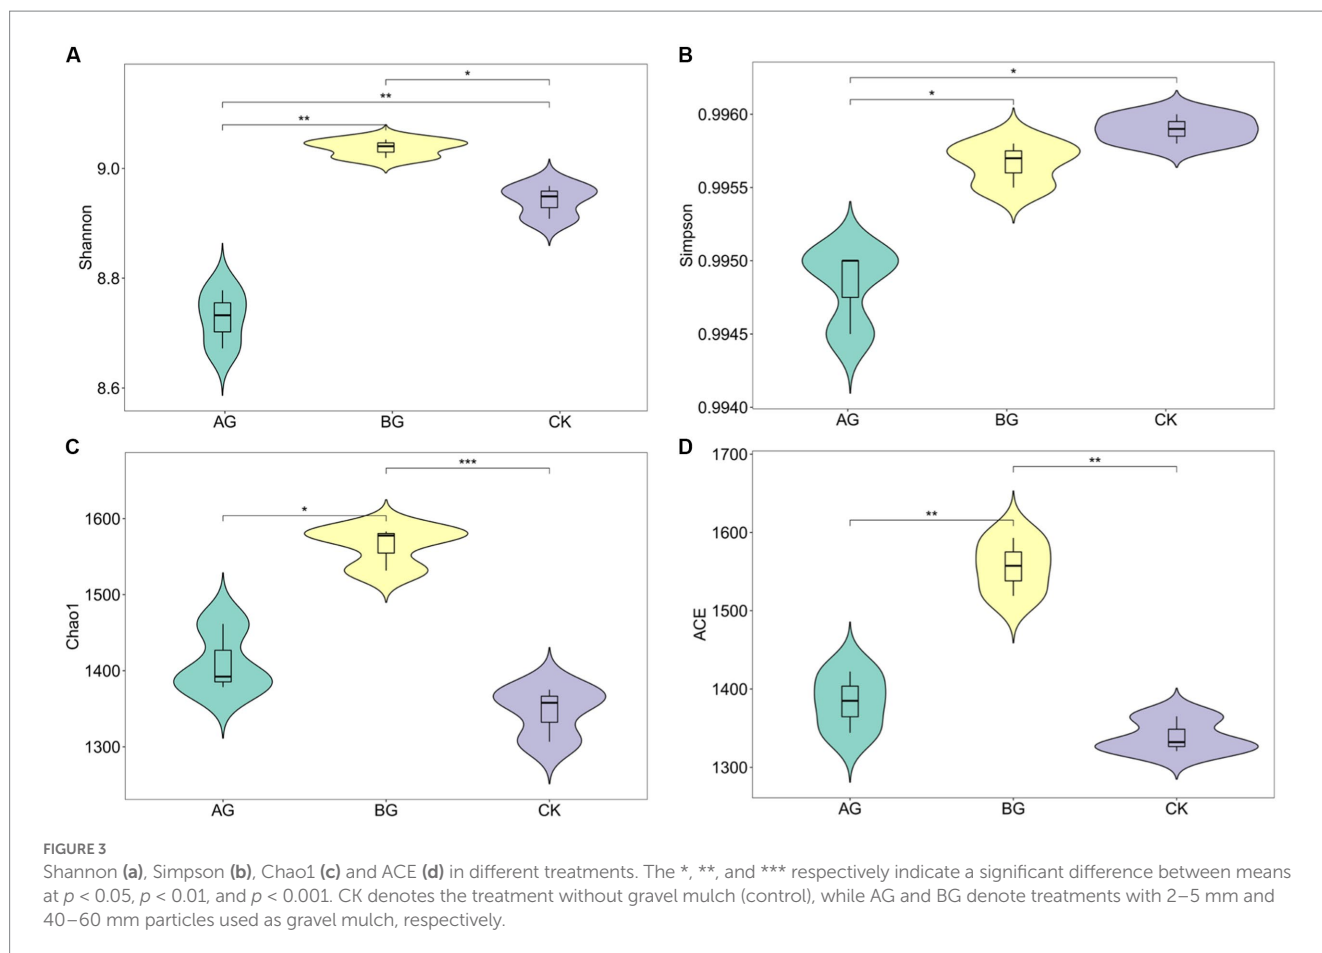 A
*
**
**
9.0
8.8
8.6
Shannon
AG
BG
CK
B
*
*
0.9960
0.9955
0.9950
0.9945
0.9940
Simpson
AG
BG
CK
C
***
*
1600
1500
1400
1300
Chao1
AG
BG
CK
D
**
**
1700
1600
1500
1400
1300
ACE
AG
BG
CK
FIGURE 3
Shannon (a), Simpson (b), Chao1 (c) and ACE (d) in different treatments. The *, **, and *** respectively indicate a significant difference between means
at p < 0.05, p < 0.01, and p < 0.001. CK denotes the treatment without gravel mulch (control), while AG and BG denote treatments with 2–5 mm and
40–60 mm particles used as gravel mulch, respectively.